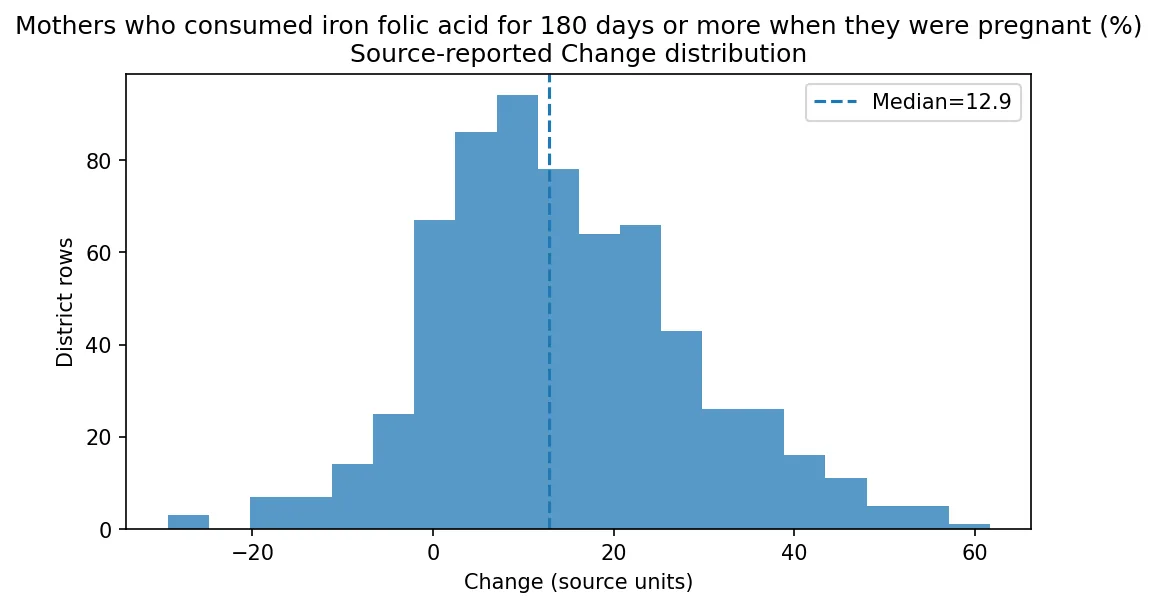 Mothers who consumed iron folic acid for 180 days or more when they were pregnant (%)
Source-reported Change distribution
Median=12.9
District rows
80
60
40
20
0
−20
0
20
40
60
Change (source units)